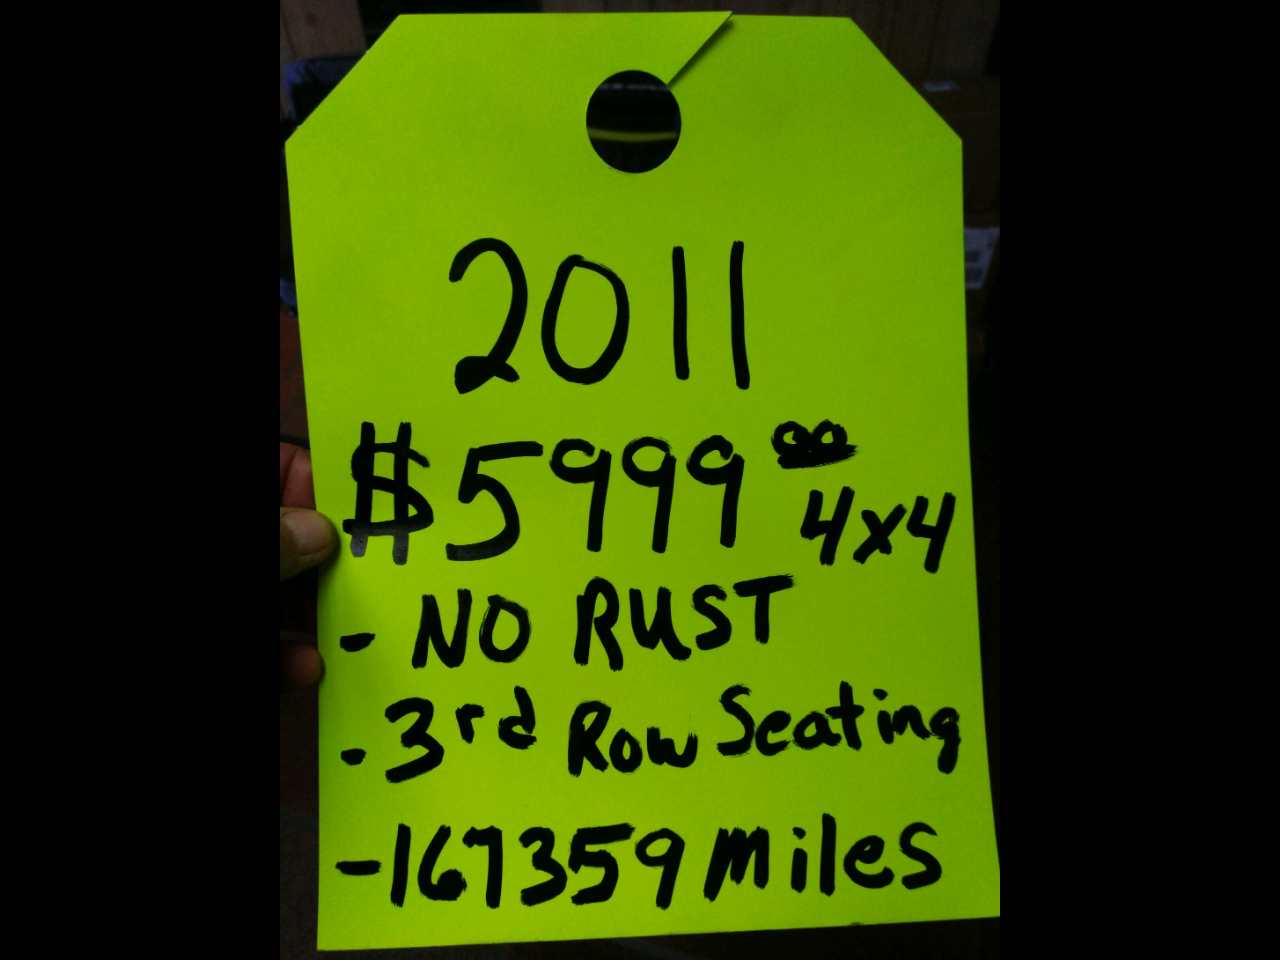 2011
$5999.00 4x4
- NO RUST
- 3rd Row Seating
- 167359 miles